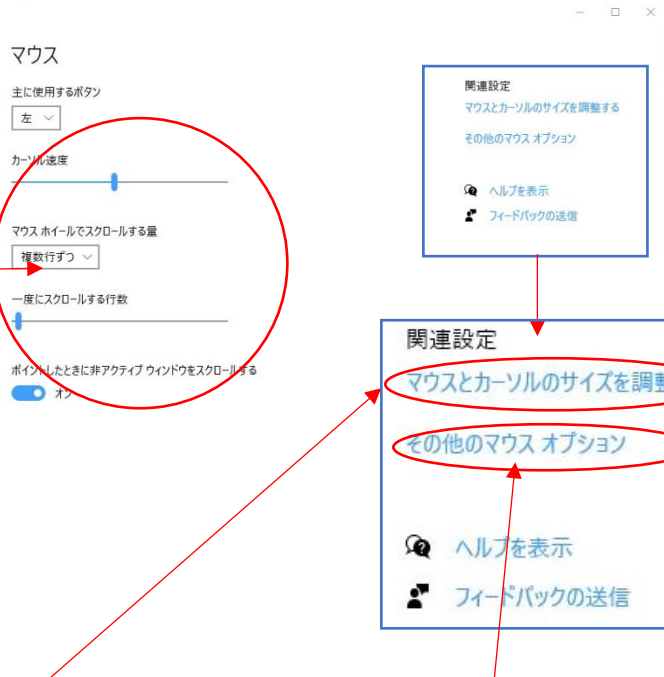 マウス
主に使用するボタン
左
カーソル速度
マウス ホイールでスクロールする量
複数行ずつ
一度にスクロールする行数
ポイントしたときに非アクティブ ウィンドウをスクロールする
オン
関連設定
マウスとカーソルのサイズを調整する
その他のマウス オプション
ヘルプを表示
フィードバックの送信
関連設定
マウスとカーソルのサイズを調整
その他のマウス オプション
ヘルプを表示
フィードバックの送信